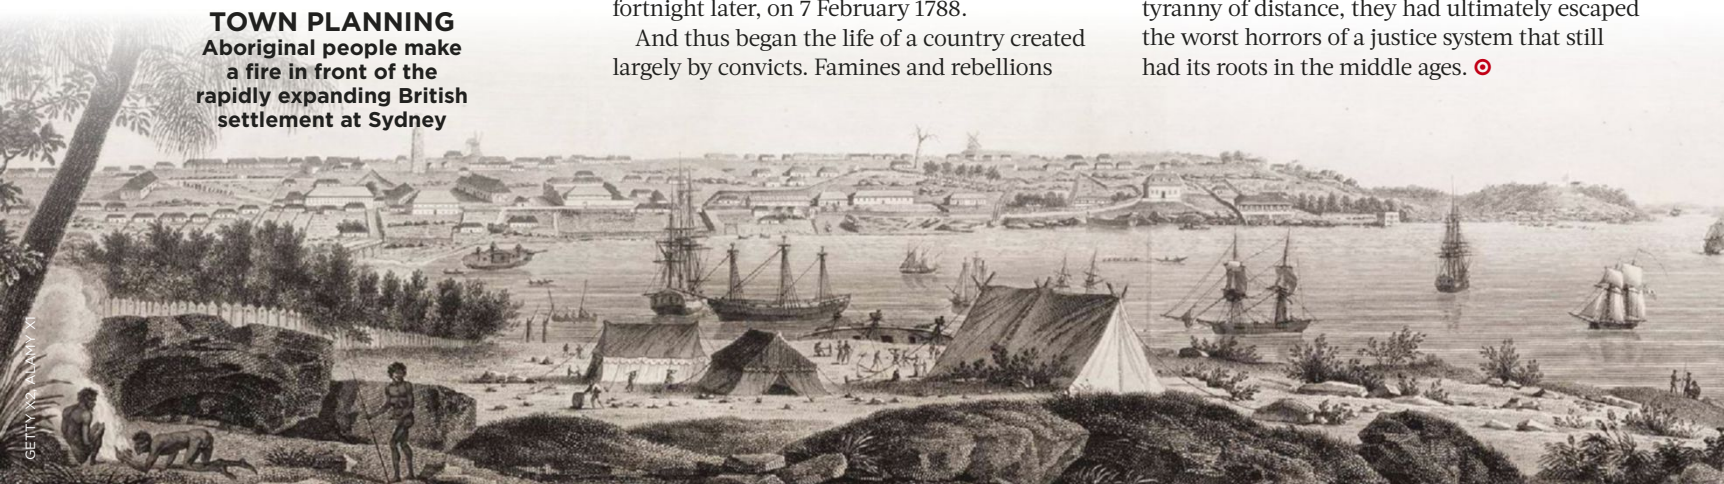 TOWN PLANNING
Aboriginal people make
a fire in front of the
rapidly expanding British
settlement at Sydney
fortnight later, on 7 February 1788.
And thus began the life of a country created
largely by convicts. Famines and rebellions
tyranny of distance, they had ultimately escaped
the worst horrors of a justice system that still
had its roots in the middle ages.
GETTY X2, ALAMY X1